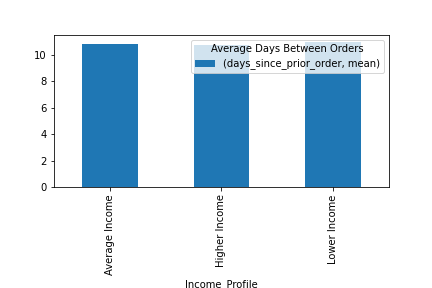 Average Days Between Orders
(days_since_prior_order, mean)
10
8
6
4
2
0
Average Income
Higher Income
Lower Income
Income_Profile